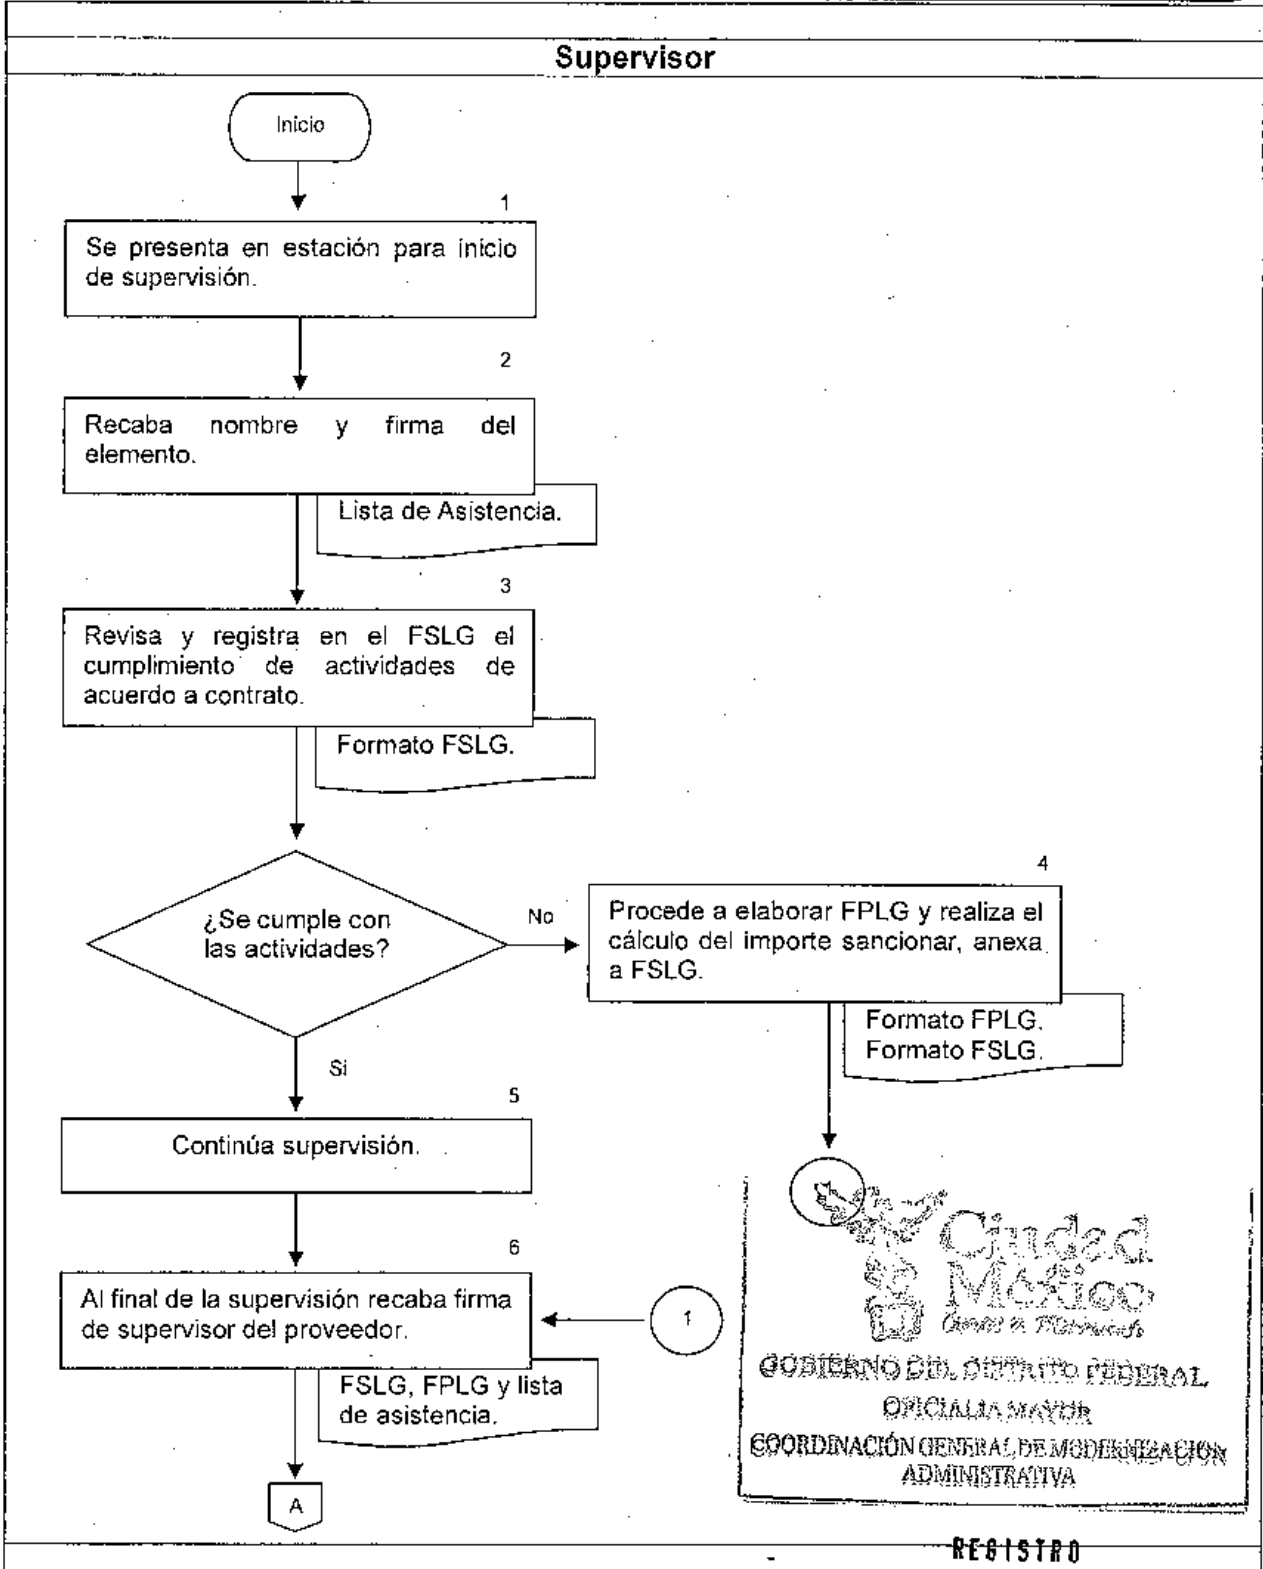 Supervisor
Inicio
1
Se presenta en estación para inicio
de supervisión.
2
Recaba nombre y firma del
elemento.
Lista de Asistencia.
3
Revisa y registra en el FSLG el
cumplimiento de actividades de
acuerdo a contrato.
Formato FSLG.
¿Se cumple con
las actividades?
No
4
Procede a elaborar FPLG y realiza el
cálculo del importe sancionar, anexa
a FSLG.
Formato FPLG.
Formato FSLG.
Si
5
Continúa supervisión.
6
Al final de la supervisión recaba firma
de supervisor del proveedor.
1
FSLG, FPLG y lista
de asistencia.
A
Ciudad
de
México
GOBIERNO DEL DISTRITO FEDERAL
OFICIALIA MAYOR
COORDINACIÓN GENERAL DE MODERNIZACION
ADMINISTRATIVA
REGISTRO